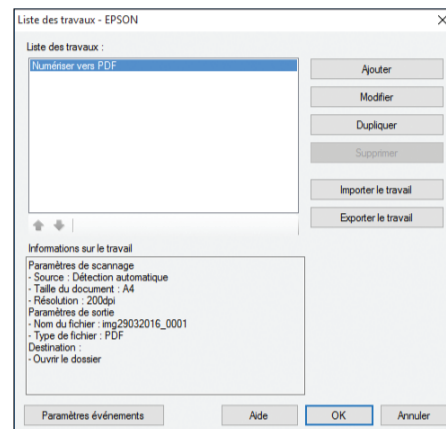 Liste des travaux - EPSON
Liste des travaux :
Numériser vers PDF
Ajouter
Modifier
Dupliquer
Supprimer
Importer le travail
Exporter le travail
Informations sur le travail
Paramètres de scannage
- Source : Détection automatique
- Taille du document : A4
- Résolution : 200dpi
Paramètres de sortie
- Nom du fichier : img29032016_0001
- Type de fichier : PDF
Destination :
- Ouvrir le dossier
Paramètres événements
Aide
OK
Annuler